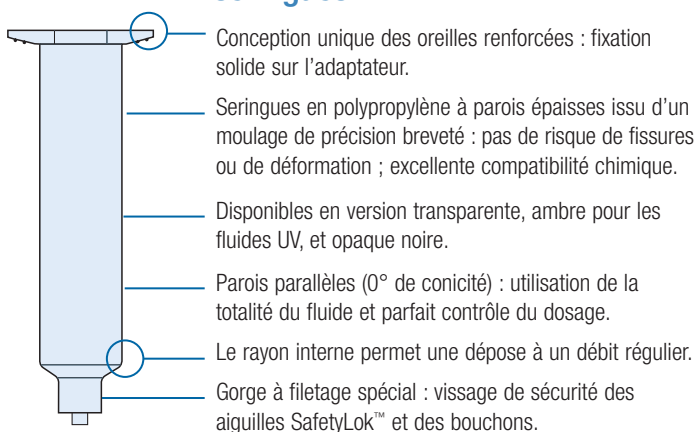 Conception unique des oreilles renforcées : fixation
solide sur l'adaptateur.
Seringues en polypropylène à parois épaisses issu d'un
moulage de précision breveté : pas de risque de fissures
ou de déformation ; excellente compatibilité chimique.
Disponibles en version transparente, ambre pour les
fluides UV, et opaque noire.
Parois parallèles (0° de conicité) : utilisation de la
totalité du fluide et parfait contrôle du dosage.
Le rayon interne permet une dépose à un débit régulier.
Gorge à filetage spécial : vissage de sécurité des
aiguilles SafetyLok™ et des bouchons.